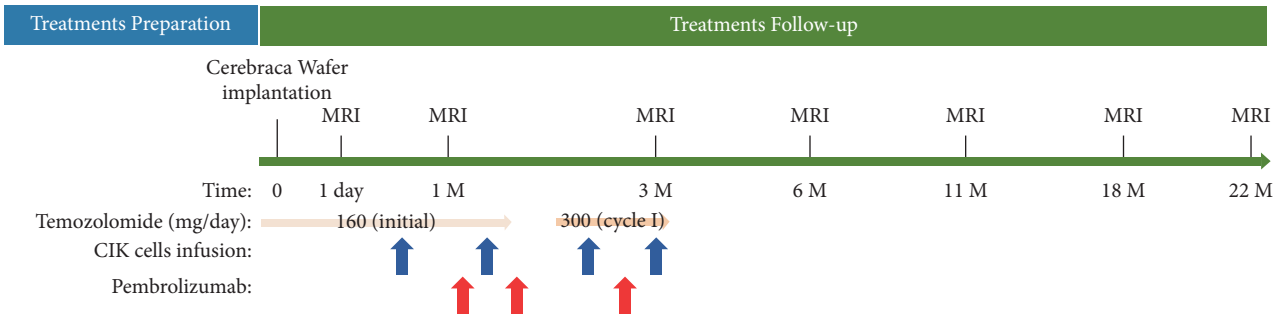 Treatments Preparation
Treatments Follow-up
Cerebraca Wafer
implantation
MRI MRI MRI MRI MRI MRI MRI
Time: 0 1 day 1 M 3 M 6 M 11 M 18 M 22 M
Temozolomide (mg/day): 160 (initial) 300 (cycle I)
CIK cells infusion:
Pembrolizumab: